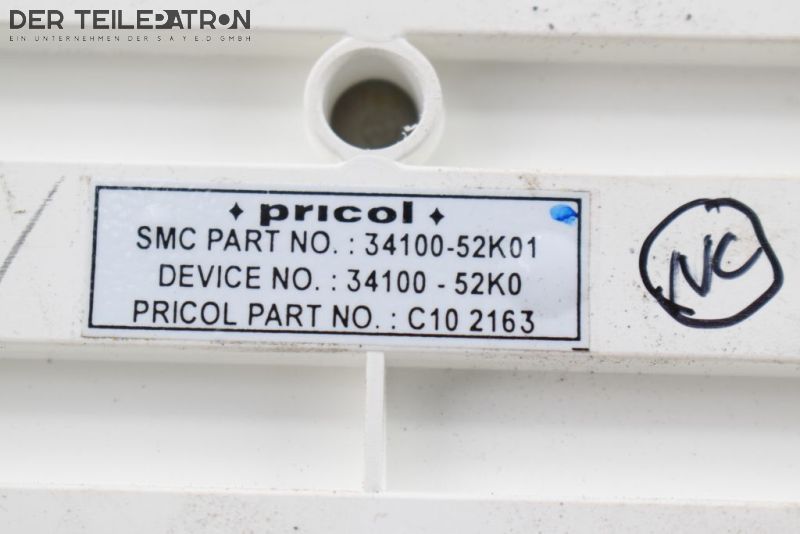 DER TEILEPATRON
EIN UNTERNEHMEN DER S A Y E D GMBH
pricol
SMC PART NO. : 34100-52K01
DEVICE NO. : 34100 - 52K0
PRICOL PART NO. : C10 2163
NC